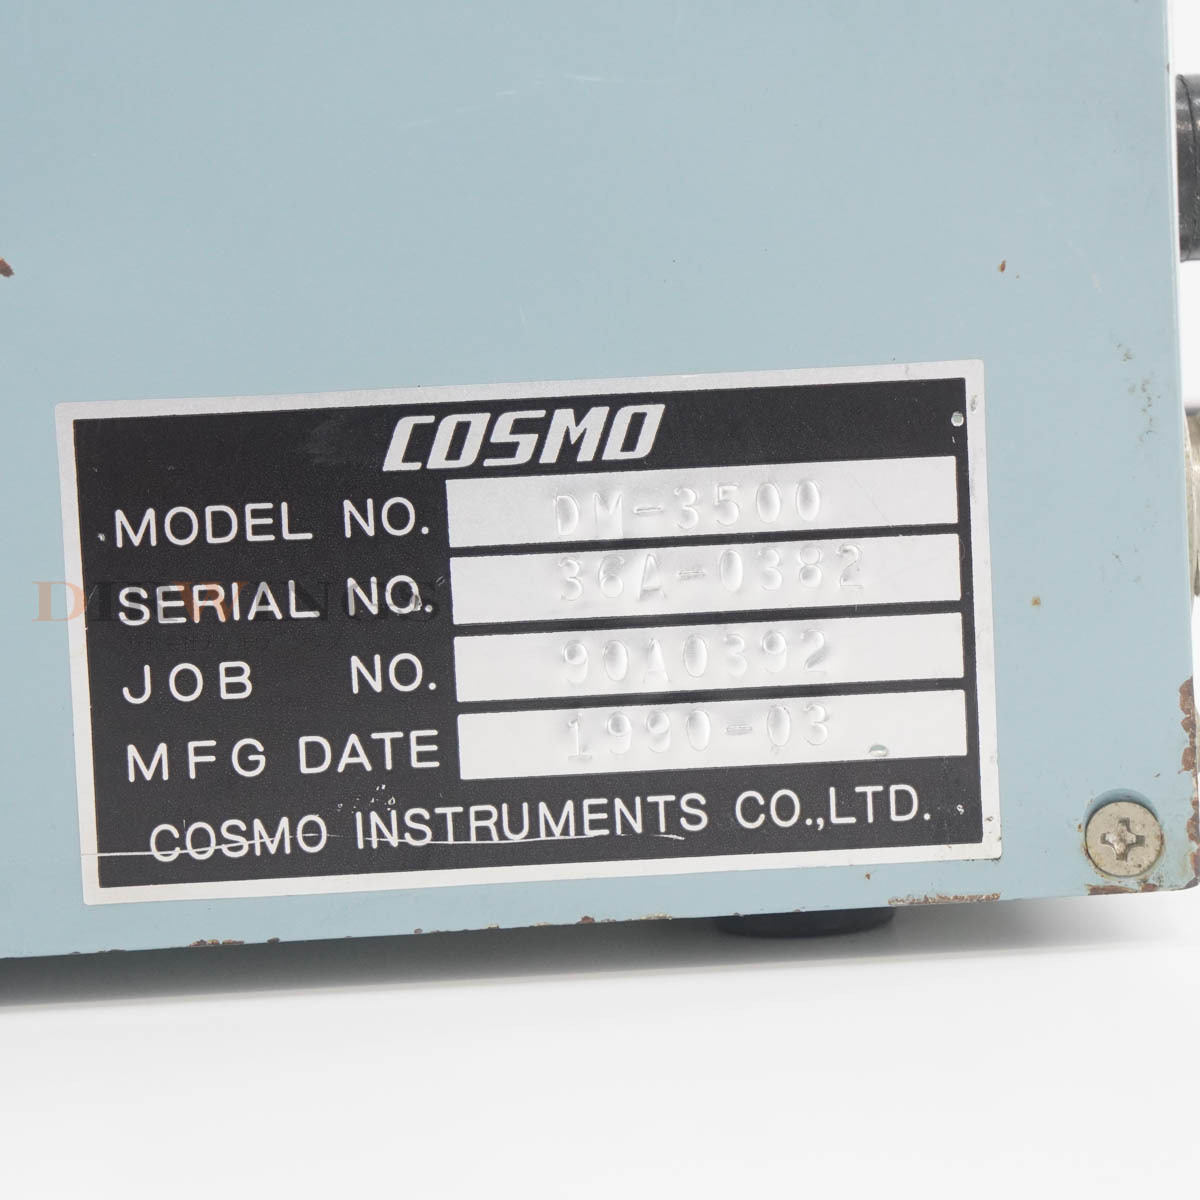 COSMO
MODEL NO. DM-3500
SERIAL NO. 36A-0382
JOB NO. 90A0392
MFG DATE 1990-03
COSMO INSTRUMENTS CO.,LTD.